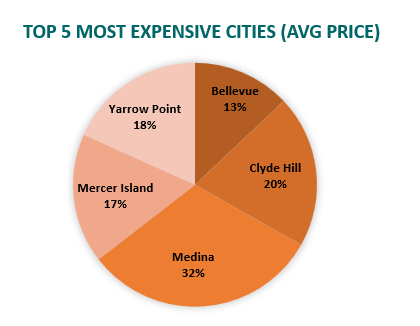 TOP 5 MOST EXPENSIVE CITIES (AVG PRICE)
Bellevue
13%
Clyde Hill
20%
Medina
32%
Mercer Island
17%
Yarrow Point
18%